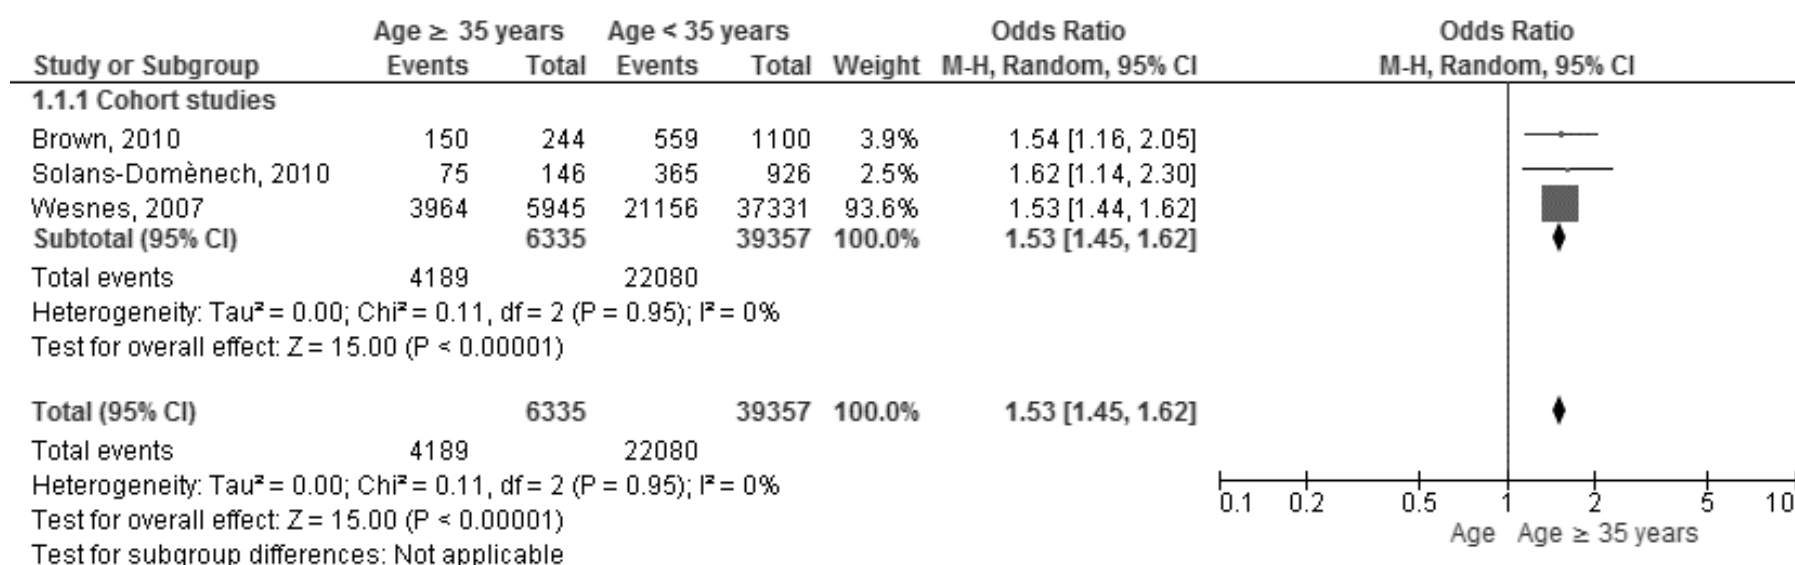 Age ≥ 35 years Age < 35 years Odds Ratio Odds Ratio
Study or Subgroup Events Total Events Total Weight M-H, Random, 95% CI M-H, Random, 95% CI
1.1.1 Cohort studies
Brown, 2010 150 244 559 1100 3.9% 1.54 [1.16, 2.05]
Solans-Domènech, 2010 75 146 365 926 2.5% 1.62 [1.14, 2.30]
Wesnes, 2007 3964 5945 21156 37331 93.6% 1.53 [1.44, 1.62]
Subtotal (95% CI) 6335 39357 100.0% 1.53 [1.45, 1.62]
Total events 4189 22080
Heterogeneity: Tau² = 0.00; Chi² = 0.11, df = 2 (P = 0.95); I² = 0%
Test for overall effect: Z = 15.00 (P < 0.00001)
Total (95% CI) 6335 39357 100.0% 1.53 [1.45, 1.62]
Total events 4189 22080
Heterogeneity: Tau² = 0.00; Chi² = 0.11, df = 2 (P = 0.95); I² = 0%
Test for overall effect: Z = 15.00 (P < 0.00001)
Test for subgroup differences: Not applicable
0.1 0.2 0.5 1 2 5 10
Age Age ≥ 35 years